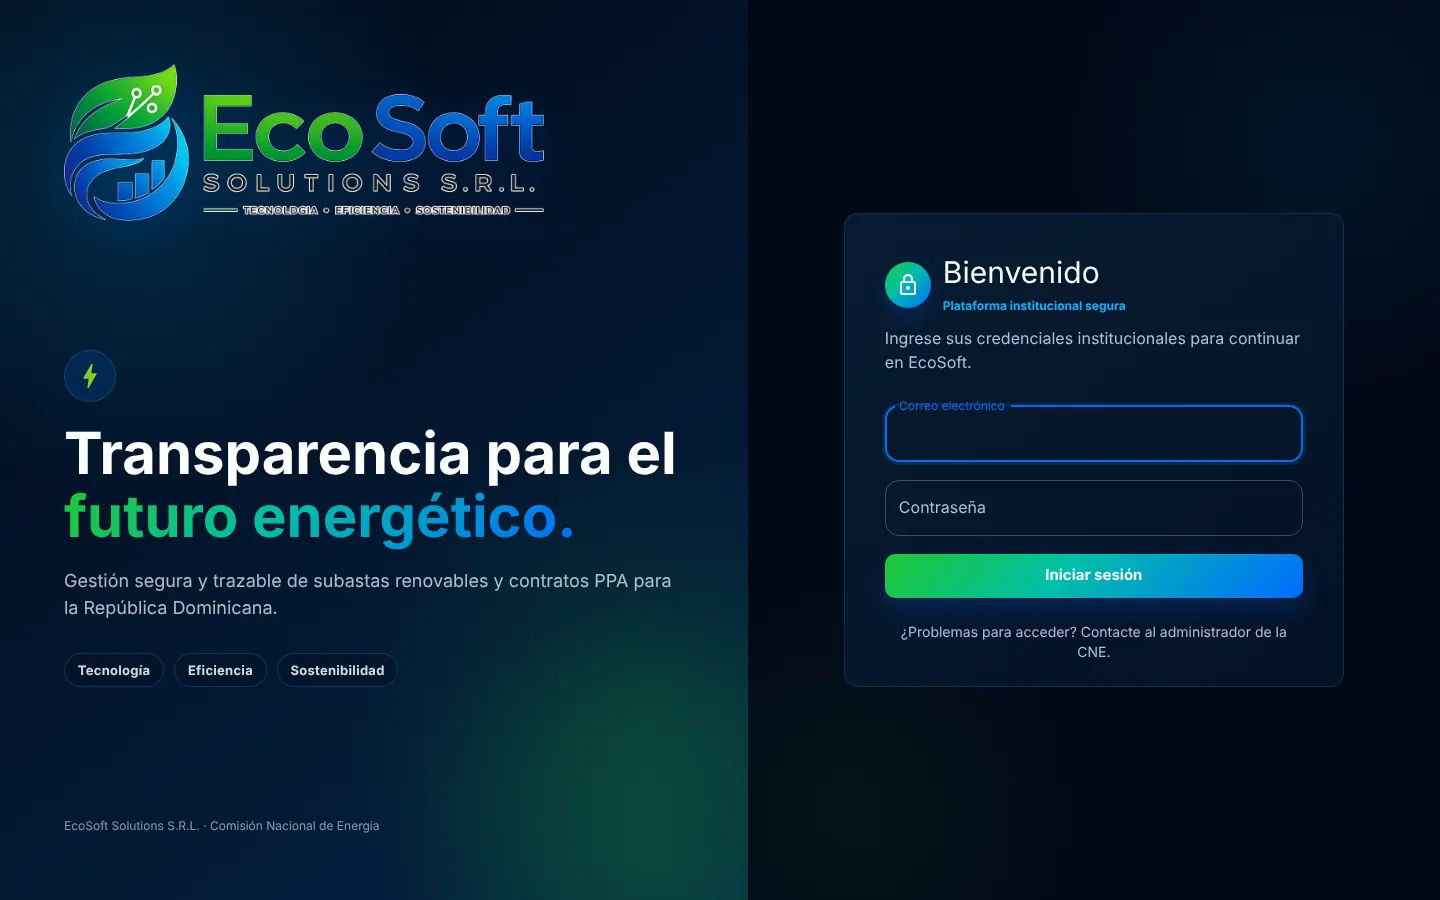 EcoSoft
SOLUTIONS S.R.L.
TECNOLOGIA • EFICIENCIA • SOSTENIBILIDAD
Transparencia para el
futuro energético.
Gestión segura y trazable de subastas renovables y contratos PPA para
la República Dominicana.
Tecnología
Eficiencia
Sostenibilidad
EcoSoft Solutions S.R.L. · Comisión Nacional de Energía
Bienvenido
Plataforma institucional segura
Ingrese sus credenciales institucionales para continuar
en EcoSoft.
Correo electrónico
Contraseña
Iniciar sesión
¿Problemas para acceder? Contacte al administrador de la
CNE.